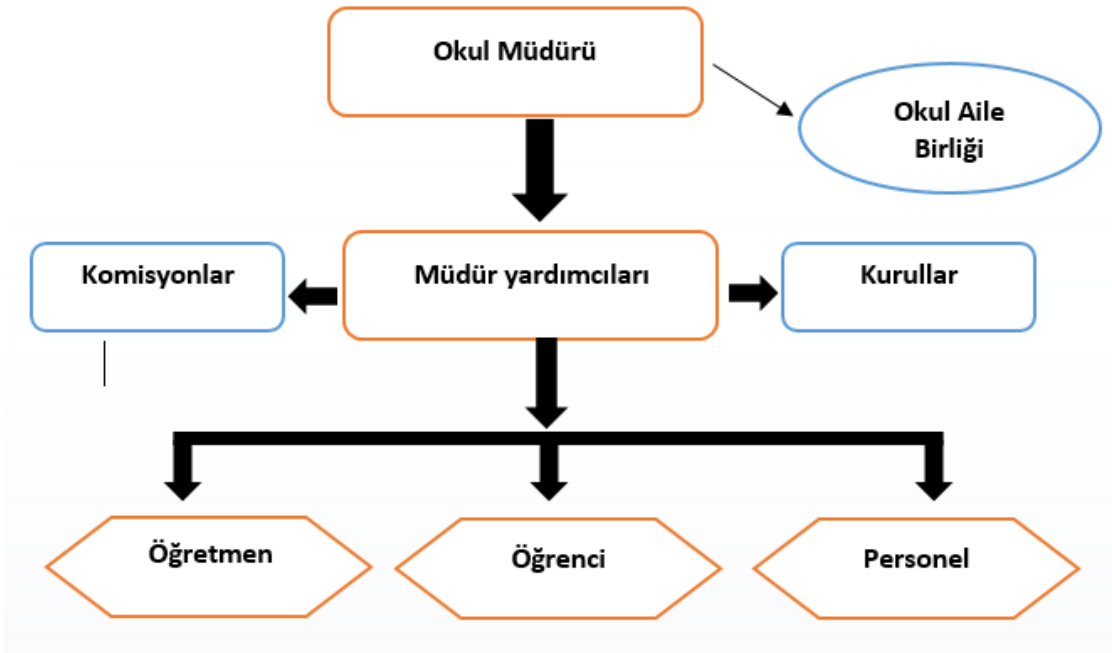 Okul Müdürü
Okul Aile
Birliği
Komisyonlar
Müdür yardımcıları
Kurullar
Öğretmen
Öğrenci
Personel